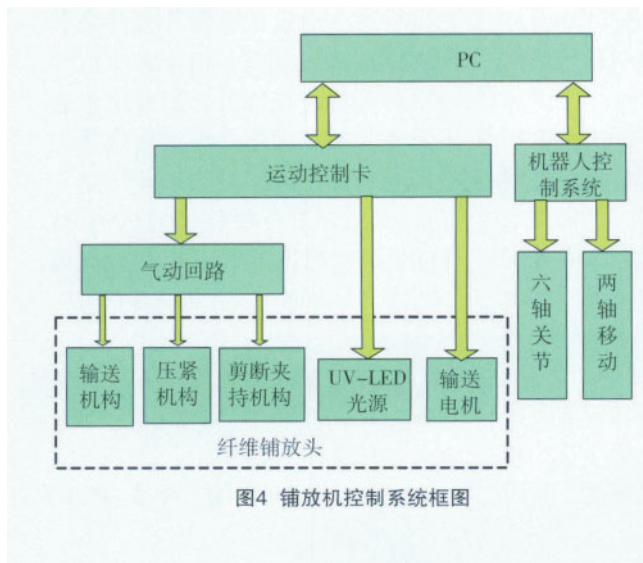 PC
运动控制卡
机器人控
制系统
气动回路
六轴关节
两轴移动
输送
机构
压紧
机构
剪断夹
持机构
UV-LED
光源
输送
电机
纤维铺放头
图4 铺放机控制系统框图